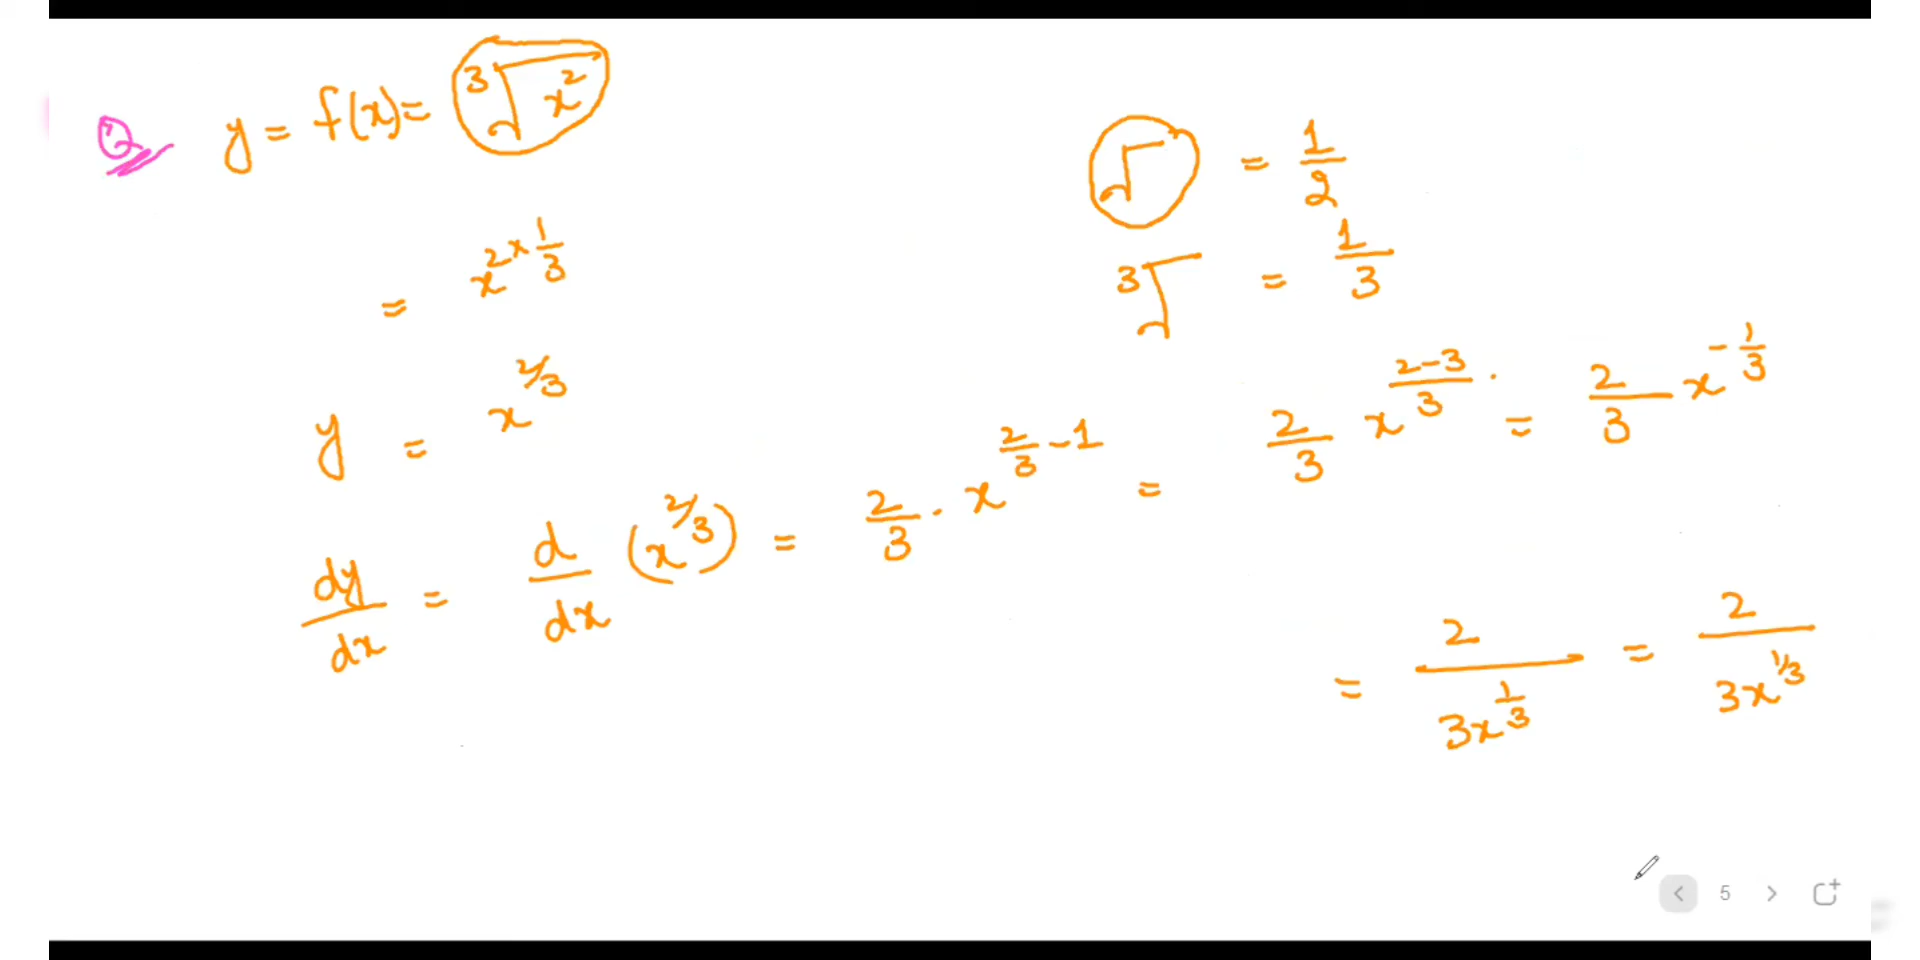 Q y = f(x) = ∛x²
√ = 1/2
= x^(2×1/3)
∛ = 1/3
y = x^(2/3)
dy/dx = d/dx (x^(2/3)) = 2/3 · x^(2/3 - 1) = 2/3 x^((2-3)/3) · = 2/3 x^(-1/3)
= 2/(3x^(1/3)) = 2/(3x^(1/3))
5